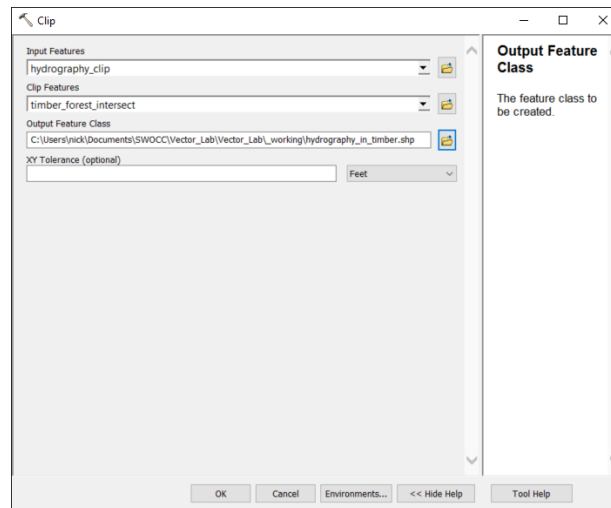 Clip
Input Features
hydrography_clip
Clip Features
timber_forest_intersect
Output Feature Class
C:\Users\nick\Documents\SWOCC\Vector_Lab\Vector_Lab\_working\hydrography_in_timber.shp
XY Tolerance (optional)
Feet
Output Feature
Class
The feature class to
be created.
OK
Cancel
Environments...
<< Hide Help
Tool Help